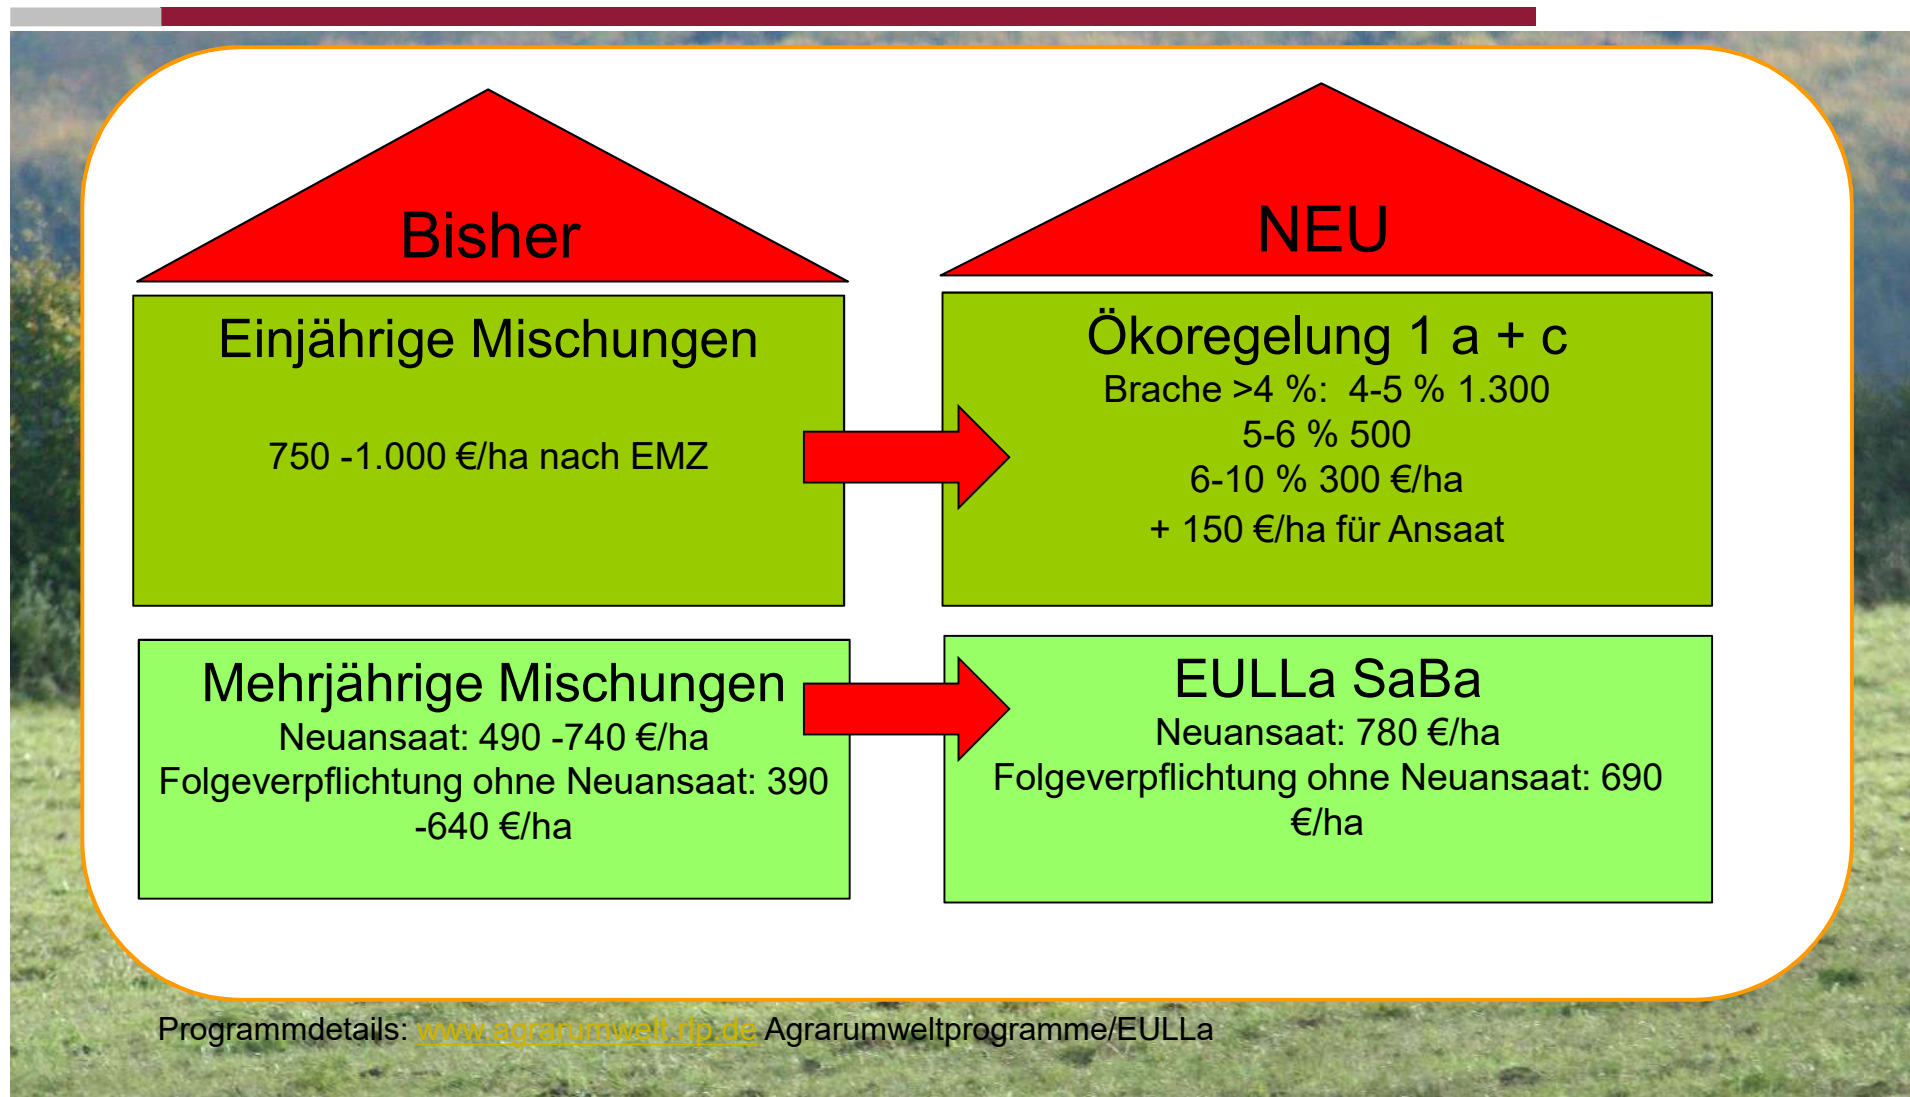 Bisher
Einjährige Mischungen
750 -1.000 €/ha nach EMZ
Mehrjährige Mischungen
Neuansaat: 490 -740 €/ha
Folgeverpflichtung ohne Neuansaat: 390
-640 €/ha
NEU
Ökoregelung 1 a + c
Brache >4 %:  4-5 % 1.300
5-6 % 500
6-10 % 300 €/ha
+ 150 €/ha für Ansaat
EULLa SaBa
Neuansaat: 780 €/ha
Folgeverpflichtung ohne Neuansaat: 690
€/ha
Programmdetails: www.agrarumwelt.rlp.de Agrarumweltprogramme/EULLa